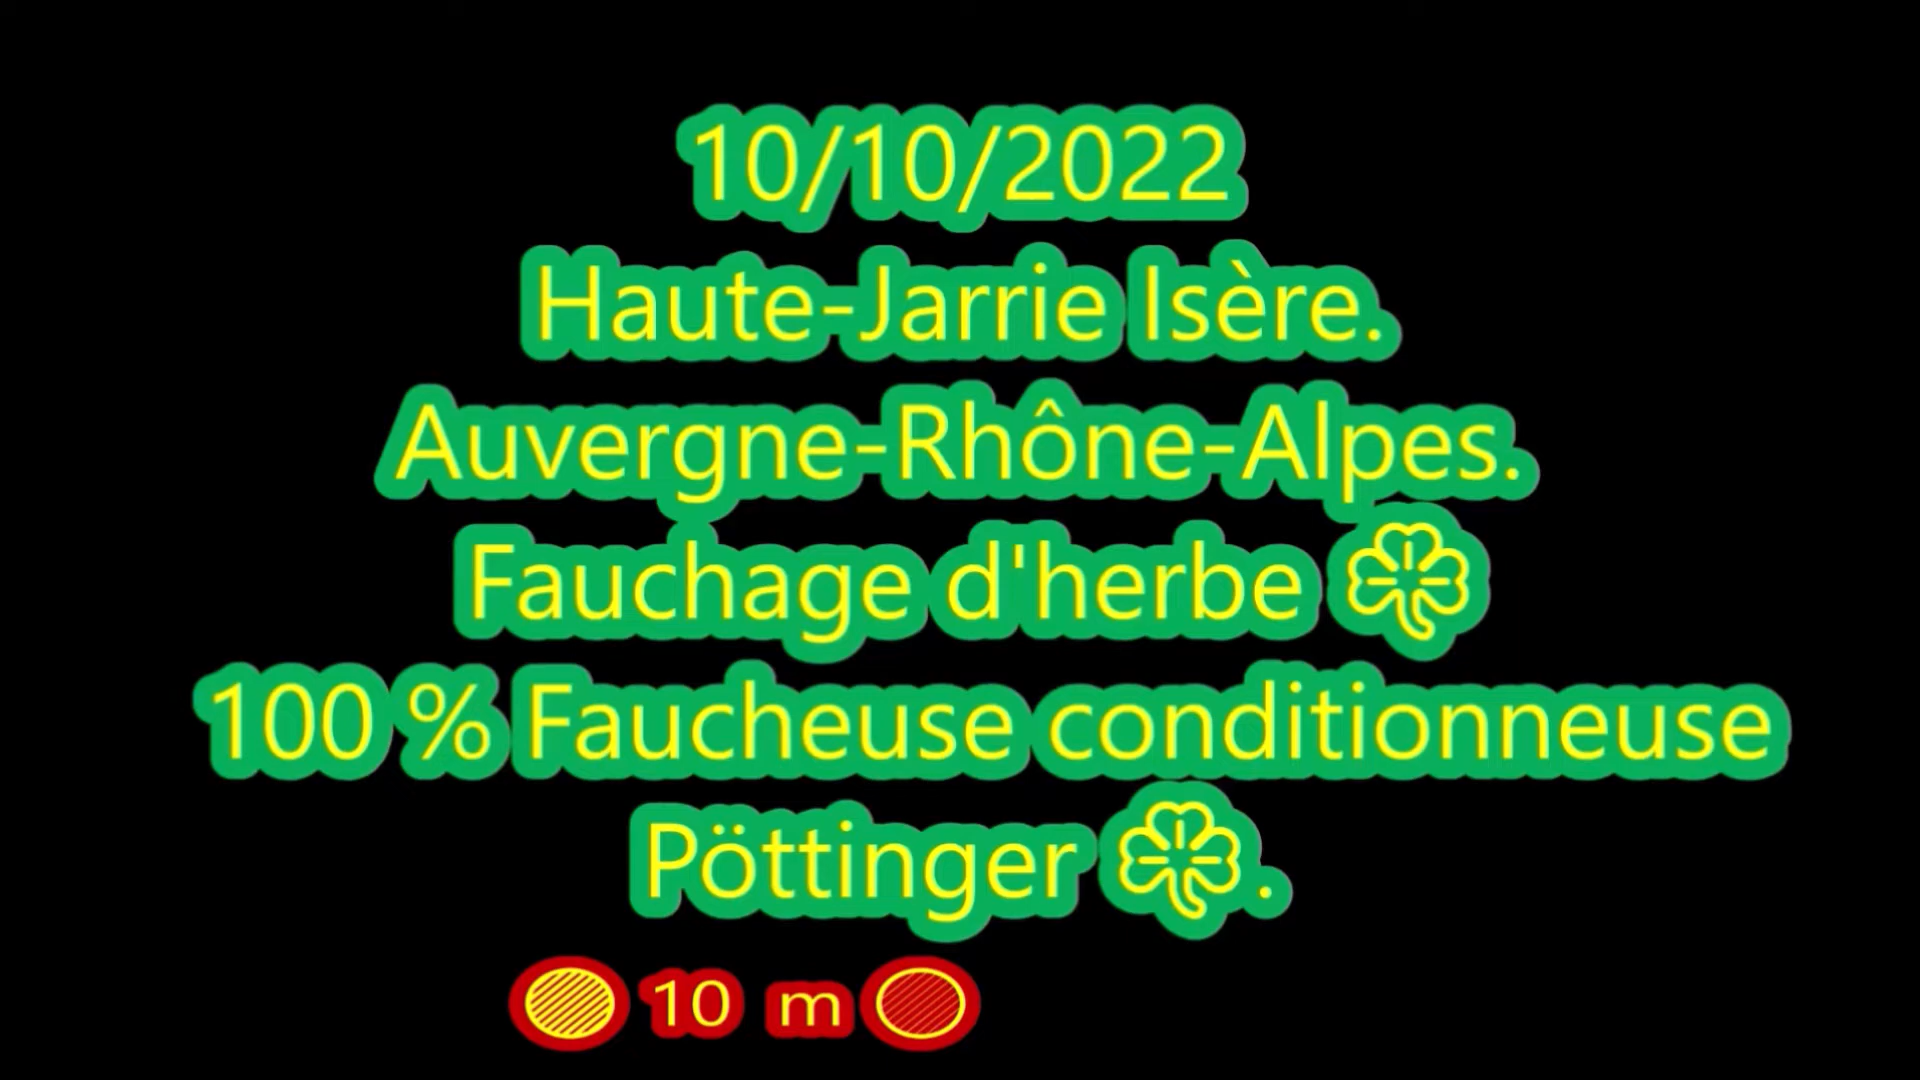 10/10/2022
Haute-Jarrie Isère.
Auvergne-Rhône-Alpes.
Fauchage d'herbe ☘
100 % Faucheuse conditionneuse
Pöttinger ☘.
10 m